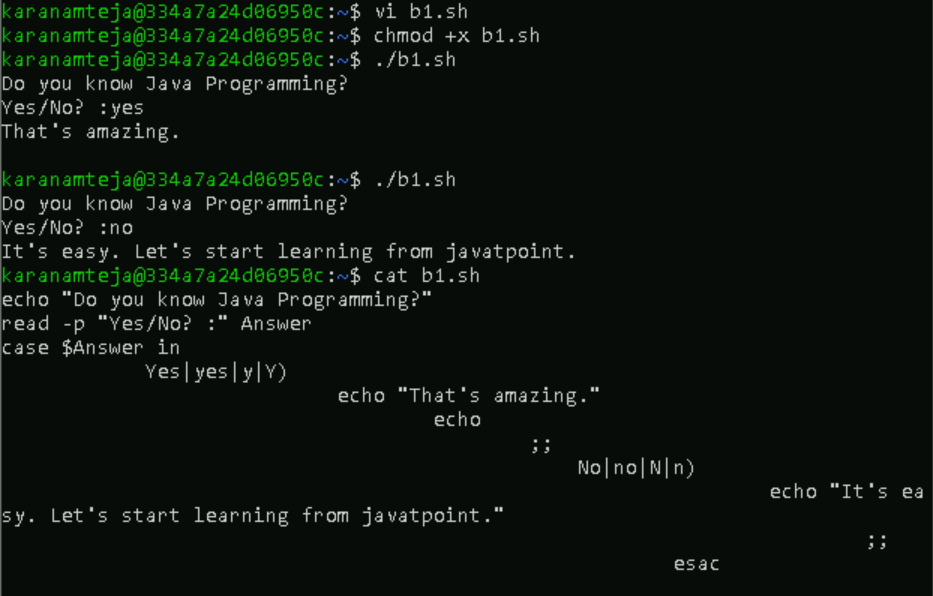 karanamteja@334a7a24d06950c:~$ vi b1.sh
karanamteja@334a7a24d06950c:~$ chmod +x b1.sh
karanamteja@334a7a24d06950c:~$ ./b1.sh
Do you know Java Programming?
Yes/No? :yes
That's amazing.
karanamteja@334a7a24d06950c:~$ ./b1.sh
Do you know Java Programming?
Yes/No? :no
It's easy. Let's start learning from javatpoint.
karanamteja@334a7a24d06950c:~$ cat b1.sh
echo "Do you know Java Programming?"
read -p "Yes/No? :" Answer
case $Answer in
Yes|yes|y|Y)
echo "That's amazing."
echo
;;
No|no|N|n)
echo "It's ea
sy. Let's start learning from javatpoint."
;;
esac